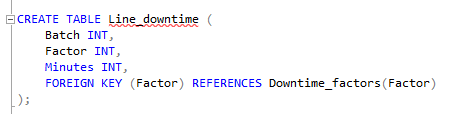 CREATE TABLE Line_downtime (
    Batch INT,
    Factor INT,
    Minutes INT,
    FOREIGN KEY (Factor) REFERENCES Downtime_factors(Factor)
);